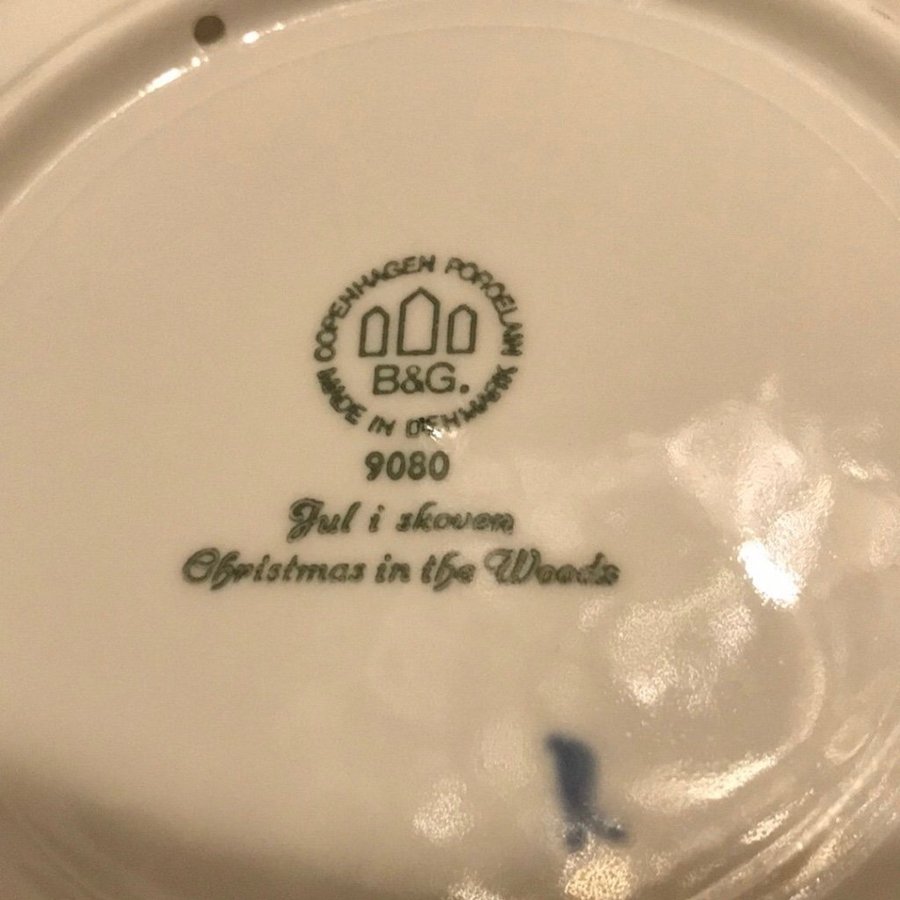 COPENHAGEN PORCELAIN
B&G.
MADE IN DENMARK
9080
Jul i skoven
Christmas in the Woods